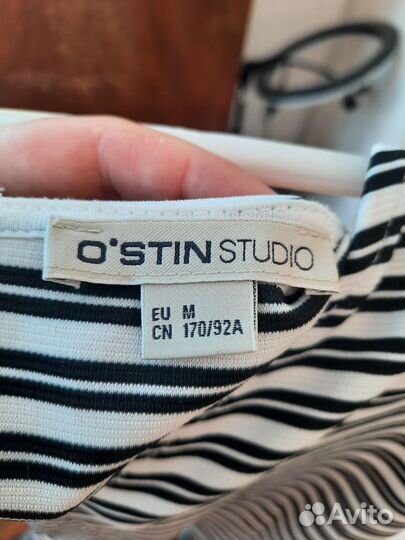 O'STIN STUDIO
EU M
CN 170/92A
Avito